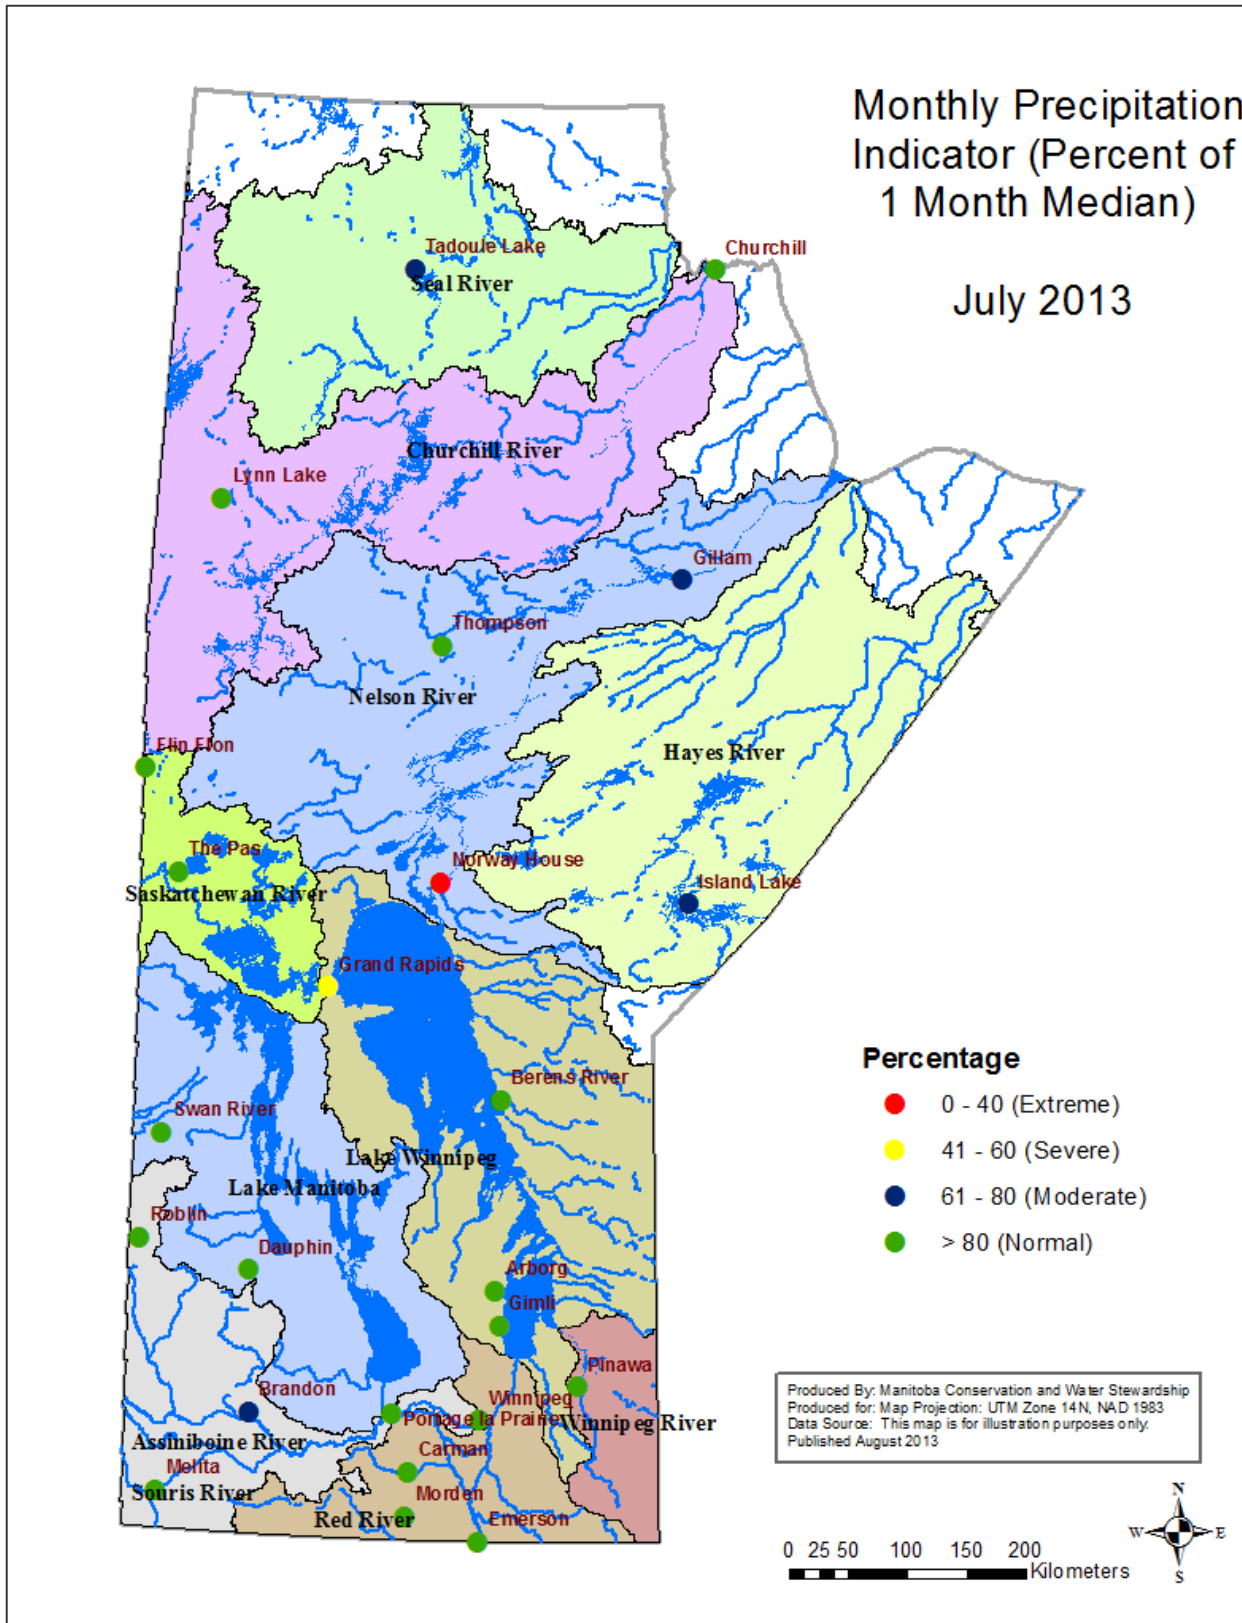 Monthly Precipitation
Indicator (Percent of
1 Month Median)
July 2013
Tadoule Lake
Seal River
Churchill
Churchill River
Lynn Lake
Gillam
Thompson
Nelson River
Hayes River
Flin Flon
The Pas
Saskatchewan River
Norway House
Island Lake
Grand Rapids
Berens River
Swan River
Lake Winnipeg
Lake Manitoba
Roblin
Dauphin
Arborg
Gimli
Pinawa
Brandon
Winnipeg
Portage la Prairie
Winnipeg River
Assiniboine River
Carman
Melita
Souris River
Morden
Red River
Emerson
Percentage
0 - 40 (Extreme)
41 - 60 (Severe)
61 - 80 (Moderate)
> 80 (Normal)
Produced By: Manitoba Conservation and Water Stewardship
Produced for: Map Projection: UTM Zone 14N, NAD 1983
Data Source: This map is for illustration purposes only.
Published August 2013
N
W E
S
0 25 50 100 150 200
Kilometers